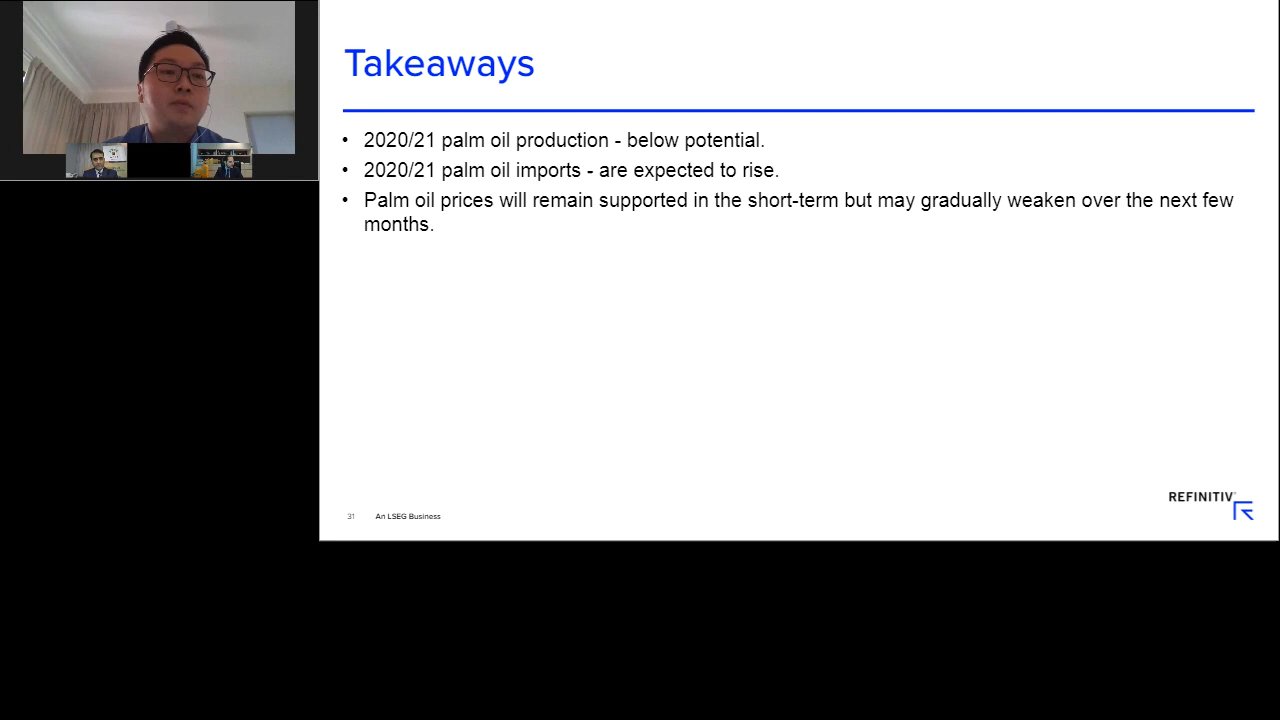 Takeaways
• 2020/21 palm oil production - below potential.
• 2020/21 palm oil imports - are expected to rise.
• Palm oil prices will remain supported in the short-term but may gradually weaken over the next few
months.
REFINITIV
31 An LSEG Business